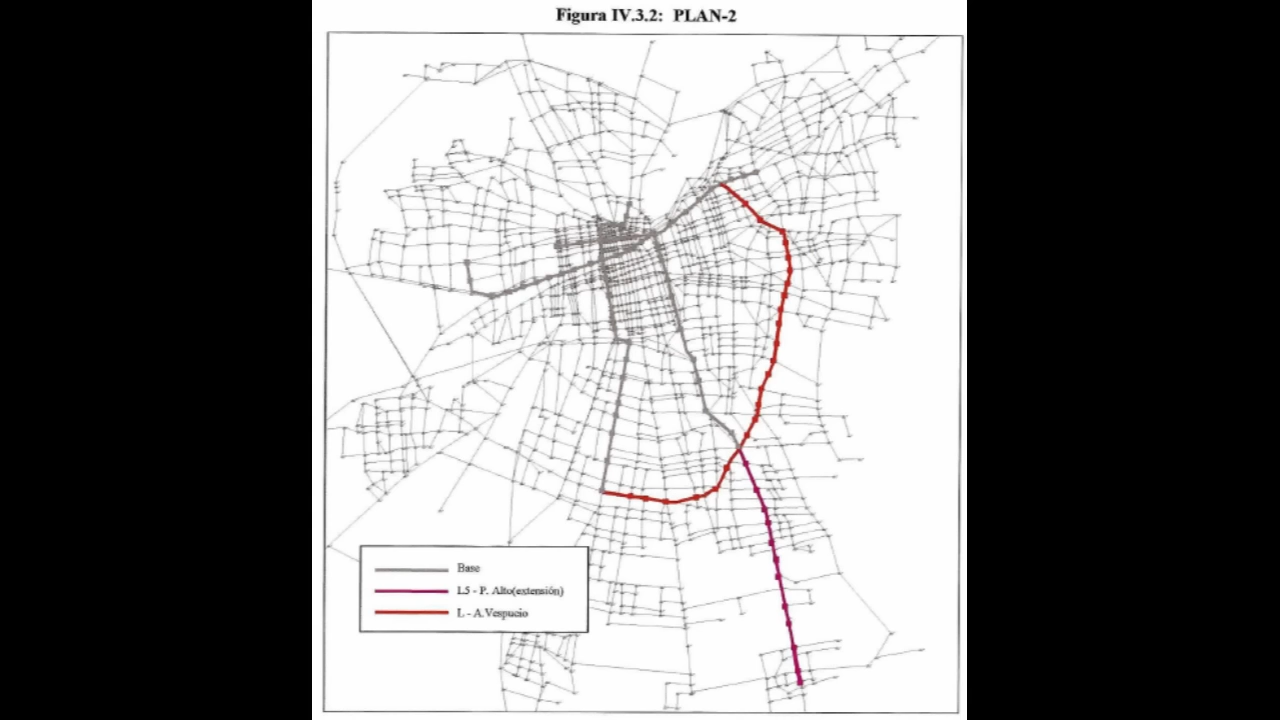 Figura IV.3.2: PLAN-2
Base
L5 - P. Alto(extensión)
L - A.Vespucio